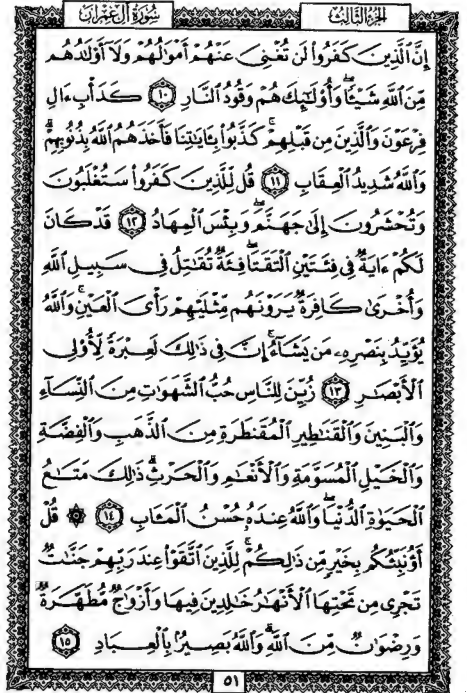 سُورَةُ آلِ عِمْرَان الجزء الثالث
إِنَّ ٱلَّذِينَ كَفَرُوا۟ لَن تُغْنِىَ عَنْهُمْ أَمْوَٰلُهُمْ وَلَآ أَوْلَٰدُهُم
مِّنَ ٱللَّهِ شَيْـًٔا ۖ وَأُو۟لَٰٓئِكَ هُمْ وَقُودُ ٱلنَّارِ ١٠ كَدَأْبِ ءَالِ
فِرْعَوْنَ وَٱلَّذِينَ مِن قَبْلِهِمْ ۚ كَذَّبُوا۟ بِـَٔايَٰتِنَا فَأَخَذَهُمُ ٱللَّهُ بِذُنُوبِهِمْ ۗ
وَٱللَّهُ شَدِيدُ ٱلْعِقَابِ ١١ قُل لِّلَّذِينَ كَفَرُوا۟ سَتُغْلَبُونَ
وَتُحْشَرُونَ إِلَىٰ جَهَنَّمَ ۚ وَبِئْسَ ٱلْمِهَادُ ١٢ قَدْ كَانَ
لَكُمْ ءَايَةٌ فِى فِئَتَيْنِ ٱلْتَقَتَا ۖ فِئَةٌ تُقَٰتِلُ فِى سَبِيلِ ٱللَّهِ
وَأُخْرَىٰ كَافِرَةٌ يَرَوْنَهُم مِّثْلَيْهِمْ رَأْىَ ٱلْعَيْنِ ۚ وَٱللَّهُ
يُؤَيِّدُ بِنَصْرِهِۦ مَن يَشَآءُ ۗ إِنَّ فِى ذَٰلِكَ لَعِبْرَةً لِّأُو۟لِى
ٱلْأَبْصَٰرِ ١٣ زُيِّنَ لِلنَّاسِ حُبُّ ٱلشَّهَوَٰتِ مِنَ ٱلنِّسَآءِ
وَٱلْبَنِينَ وَٱلْقَنَٰطِيرِ ٱلْمُقَنطَرَةِ مِنَ ٱلذَّهَبِ وَٱلْفِضَّةِ
وَٱلْخَيْلِ ٱلْمُسَوَّمَةِ وَٱلْأَنْعَٰمِ وَٱلْحَرْثِ ۗ ذَٰلِكَ مَتَٰعُ
ٱلْحَيَوٰةِ ٱلدُّنْيَا ۖ وَٱللَّهُ عِندَهُۥ حُسْنُ ٱلْمَـَٔابِ ١٤ ۞ قُلْ
أَؤُنَبِّئُكُم بِخَيْرٍ مِّن ذَٰلِكُمْ ۚ لِلَّذِينَ ٱتَّقَوْا۟ عِندَ رَبِّهِمْ جَنَّٰتٌ
تَجْرِى مِن تَحْتِهَا ٱلْأَنْهَٰرُ خَٰلِدِينَ فِيهَا وَأَزْوَٰجٌ مُّطَهَّرَةٌ
وَرِضْوَٰنٌ مِّنَ ٱللَّهِ ۗ وَٱللَّهُ بَصِيرٌۢ بِٱلْعِبَادِ ١٥
٥١